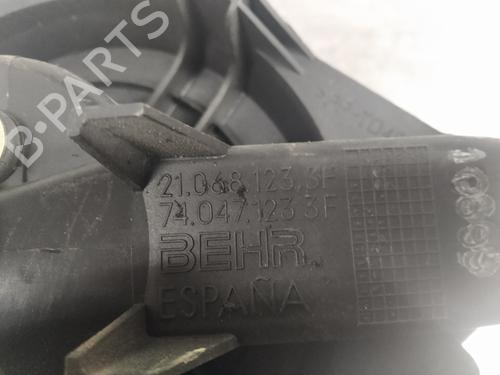 B-PARTS
21.068.123.3F
74.047.123 3F
BEHR
ESPAÑA